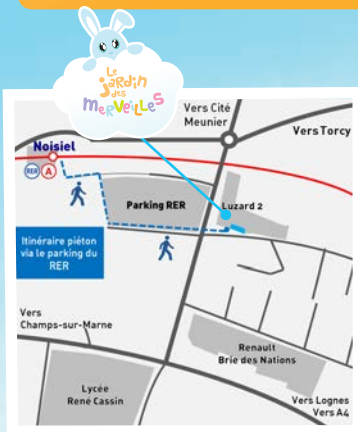 Le
jardin
des
merveilles
Vers Cité
Meunier
Vers Torcy
Noisiel
RER A
Parking RER
Luzard 2
Itinéraire piéton
via le parking du
RER
Vers
Champs-sur-Marne
Renault
Brie des Nations
Lycée
René Cassin
Vers Lognes
Vers A4